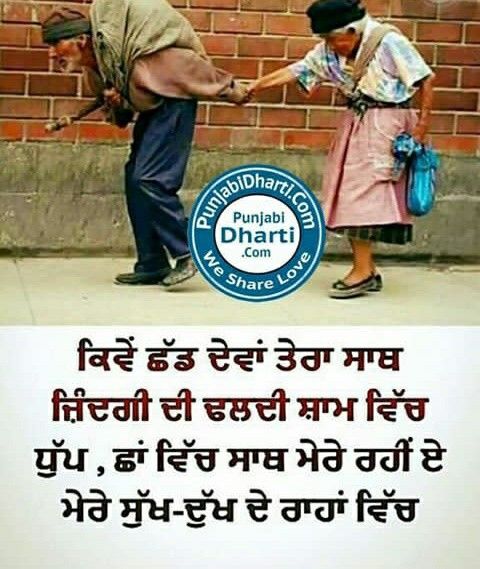 PunjabiDharti.Com
Punjabi
Dharti
.Com
We Share Love
ਕਿਵੇਂ ਛੱਡ ਦੇਵਾਂ ਤੇਰਾ ਸਾਥ
ਜ਼ਿੰਦਗੀ ਦੀ ਢਲਦੀ ਸ਼ਾਮ ਵਿੱਚ
ਧੁੱਪ , ਛਾਂ ਵਿੱਚ ਸਾਥ ਮੇਰੇ ਰਹੀਂ ਏ
ਮੇਰੇ ਸੁੱਖ-ਦੁੱਖ ਦੇ ਰਾਹਾਂ ਵਿੱਚ